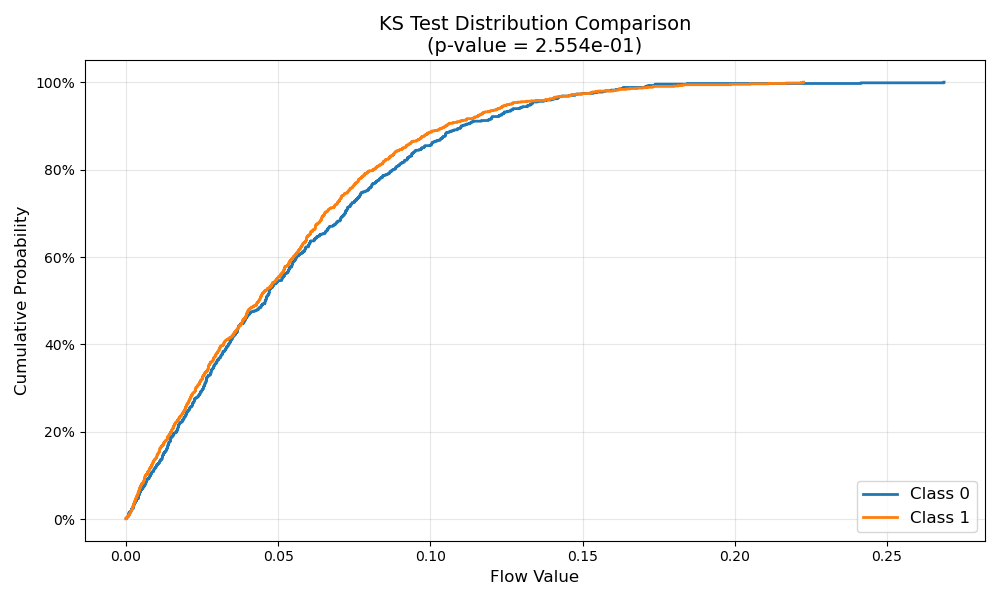 KS Test Distribution Comparison
(p-value = 2.554e-01)
Cumulative Probability
100%
80%
60%
40%
20%
0%
Class 0
Class 1
0.00 0.05 0.10 0.15 0.20 0.25
Flow Value